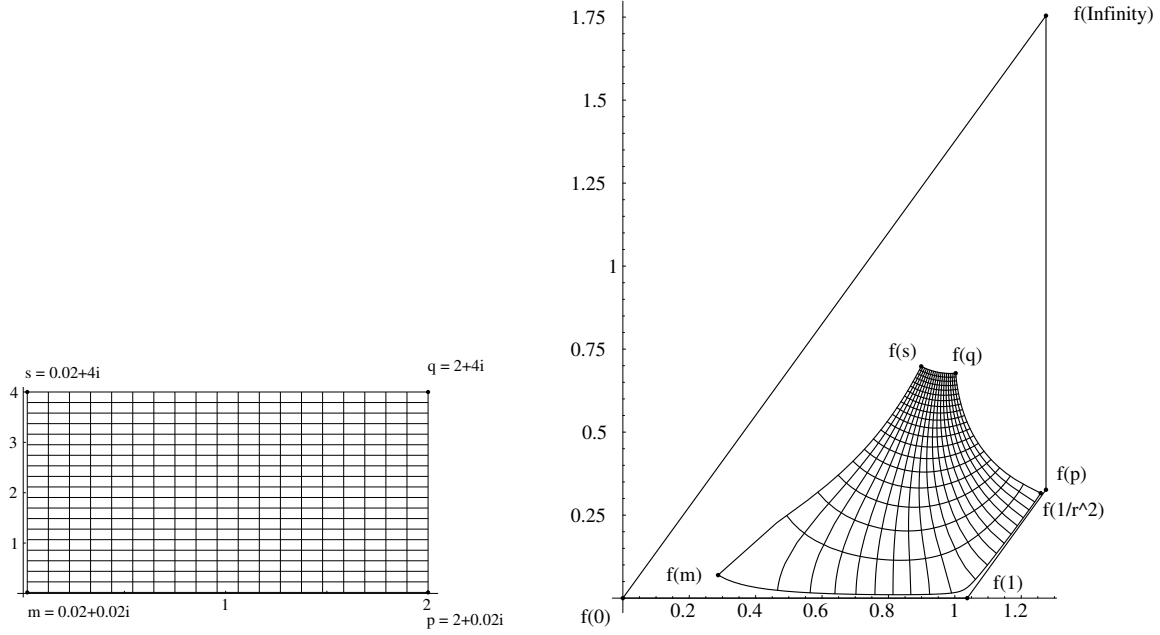 s = 0.02+4i
q = 2+4i
4
3
2
1
1
2
m = 0.02+0.02i
p = 2+0.02i
1.75
f(Infinity)
1.5
1.25
1
0.75
f(s)
f(q)
0.5
f(p)
0.25
f(1/r^2)
f(m)
f(1)
f(0)
0.2
0.4
0.6
0.8
1
1.2